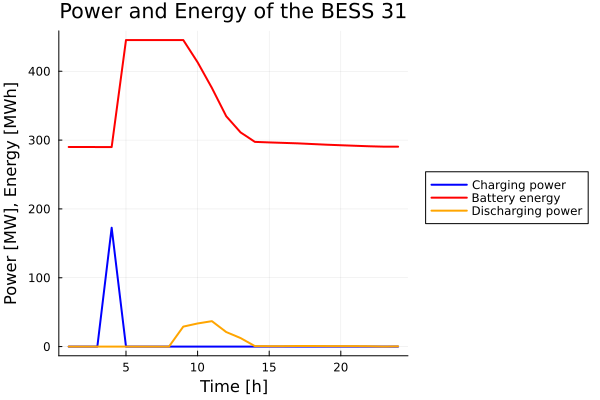 Power and Energy of the BESS 31
Power [MW], Energy [MWh]
400
300
200
100
0
5
10
15
20
Time [h]
Charging power
Battery energy
Discharging power